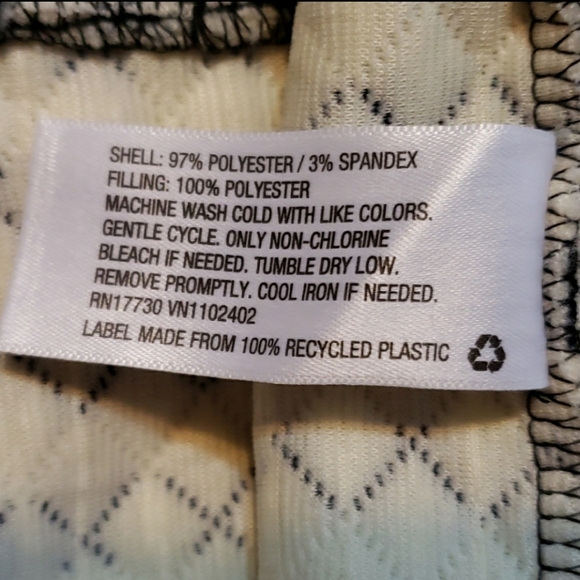 SHELL: 97% POLYESTER / 3% SPANDEX
FILLING: 100% POLYESTER
MACHINE WASH COLD WITH LIKE COLORS.
GENTLE CYCLE. ONLY NON-CHLORINE
BLEACH IF NEEDED. TUMBLE DRY LOW.
REMOVE PROMPTLY. COOL IRON IF NEEDED.
RN17730 VN1102402
LABEL MADE FROM 100% RECYCLED PLASTIC